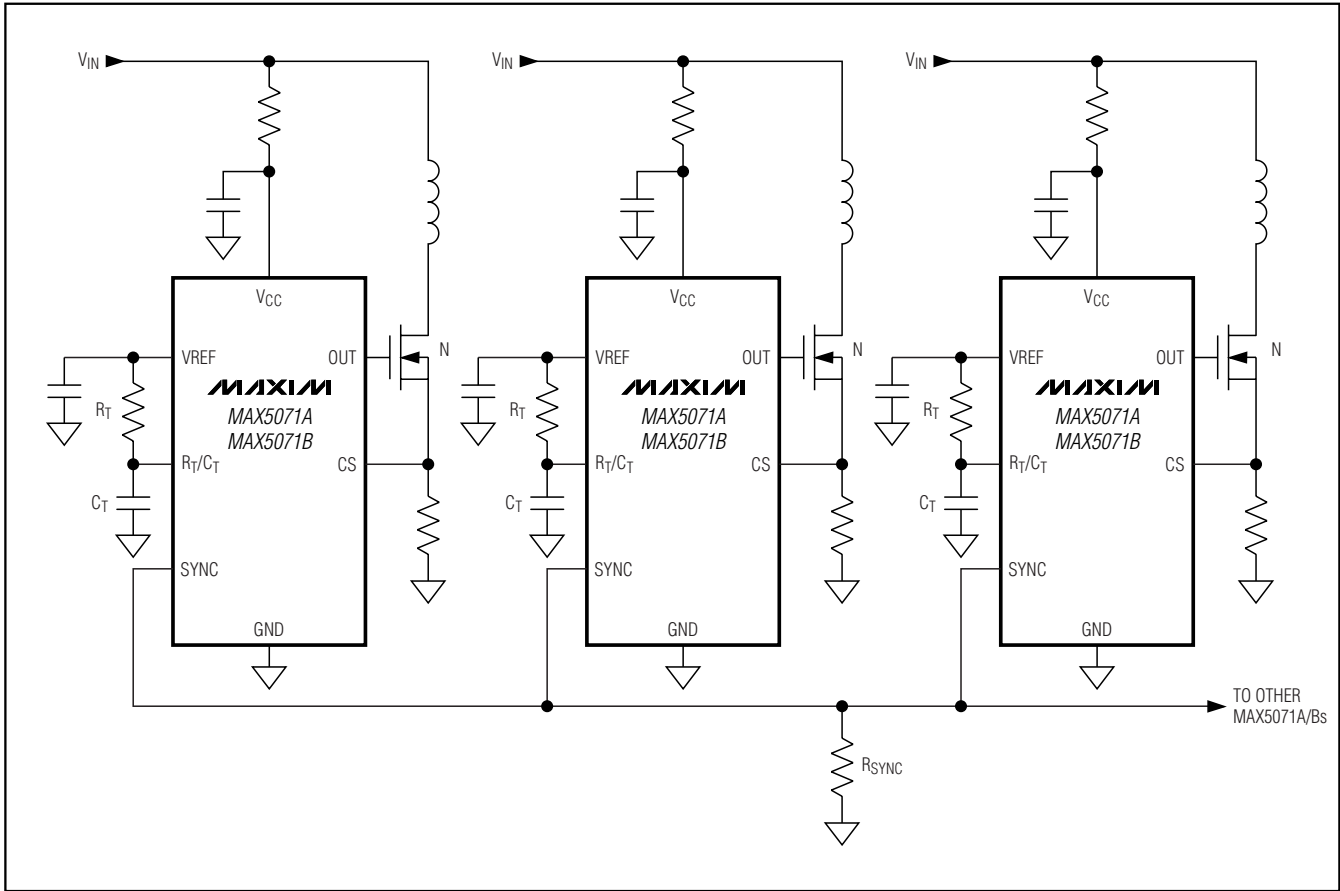 VIN VIN VIN
VCC VCC VCC
VREF OUT N VREF OUT N VREF OUT N
MAXIM MAXIM MAXIM
RT MAX5071A RT MAX5071A RT MAX5071A
MAX5071B MAX5071B MAX5071B
RT/CT CS RT/CT CS RT/CT CS
CT CT CT
SYNC SYNC SYNC
GND GND GND
TO OTHER
MAX5071A/Bs
RSYNC